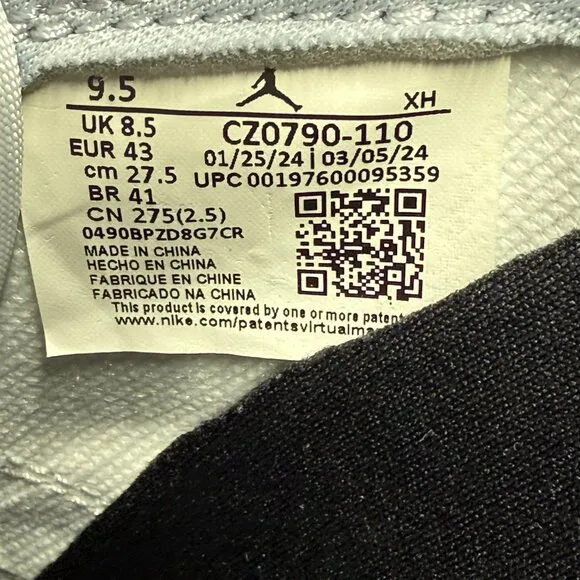 9.5 XH
UK 8.5 CZ0790-110
EUR 43 01/25/24 | 03/05/24
cm 27.5 UPC 00197600095359
BR 41
CN 275(2.5)
0490BPZD8G7CR
MADE IN CHINA
HECHO EN CHINA
FABRIQUE EN CHINE
FABRICADO NA CHINA
This product is covered by one or more patents
www.nike.com/patentsvirtualma